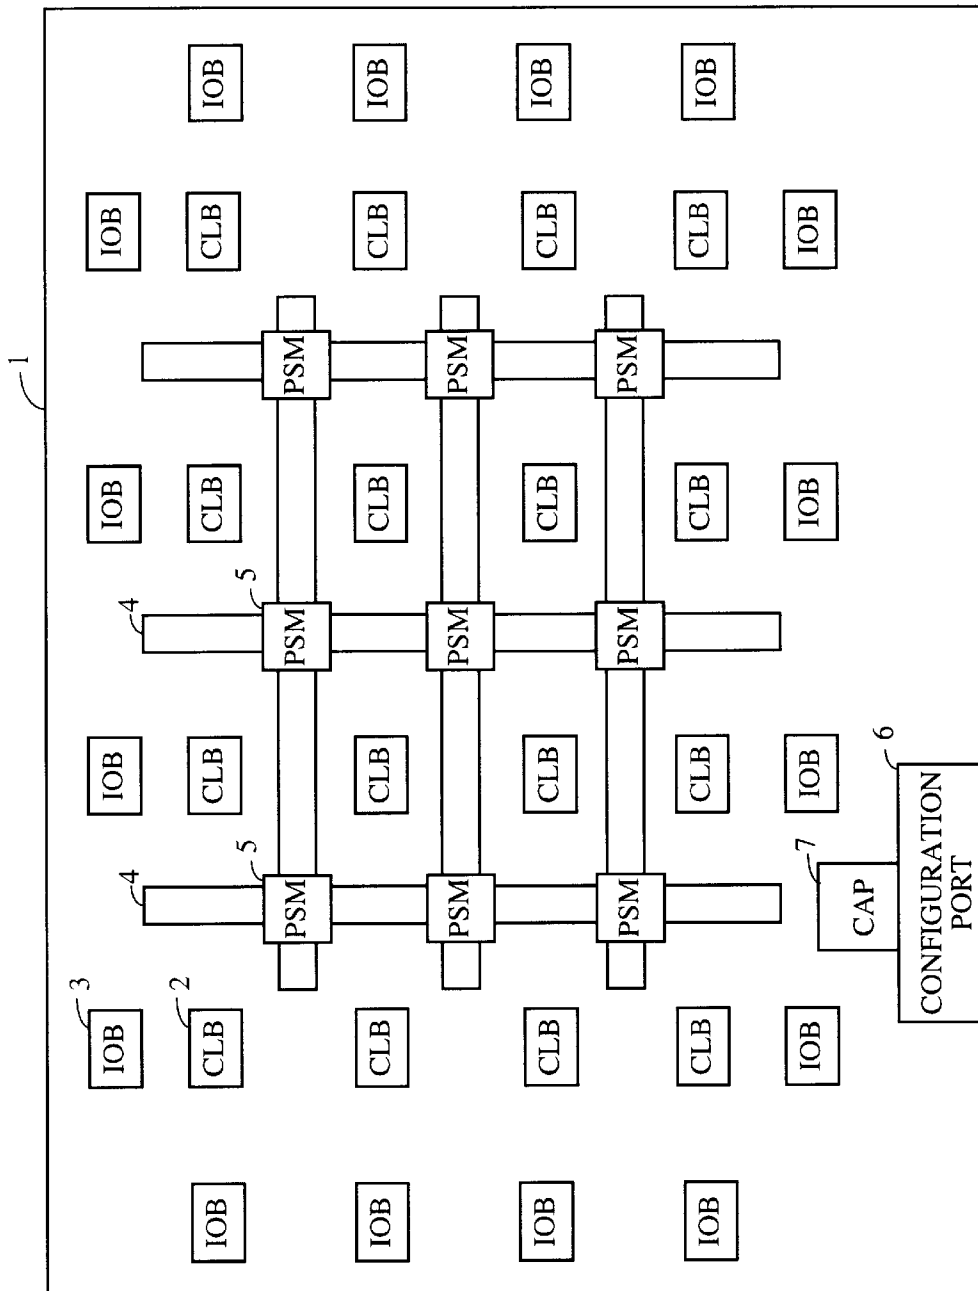 1
3
IOB IOB IOB IOB
4 4
2
IOB CLB CLB CLB CLB IOB
5 5
PSM PSM PSM
IOB CLB CLB CLB CLB IOB
PSM PSM PSM
IOB CLB CLB CLB CLB IOB
PSM PSM PSM
IOB CLB CLB CLB CLB IOB
IOB IOB IOB IOB
7
CAP
6
CONFIGURATION
PORT